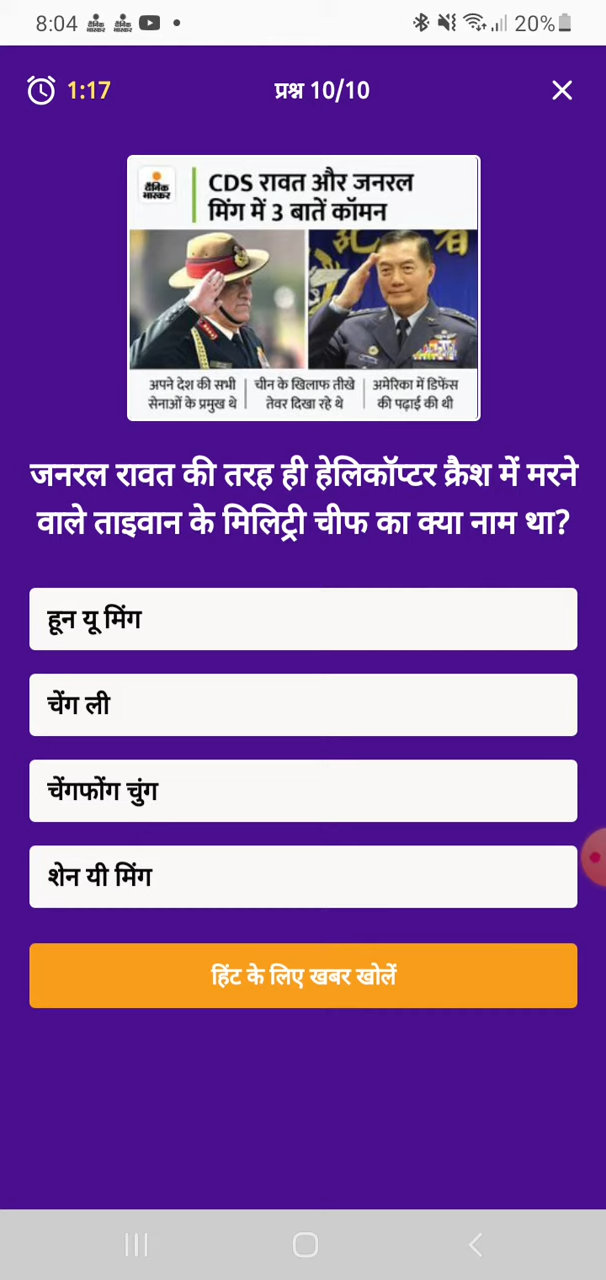 8:04
20%
1:17
प्रश्न 10/10
दैनिक
भास्कर
CDS रावत और जनरल
मिंग में 3 बातें कॉमन
अपने देश की सभी
सेनाओं के प्रमुख थे
चीन के खिलाफ तीखे
तेवर दिखा रहे थे
अमेरिका में डिफेंस
की पढ़ाई की थी
जनरल रावत की तरह ही हेलिकॉप्टर क्रैश में मरने
वाले ताइवान के मिलिट्री चीफ का क्या नाम था?
हून यू मिंग
चेंग ली
चेंगफोंग चुंग
शेन यी मिंग
हिंट के लिए खबर खोलें